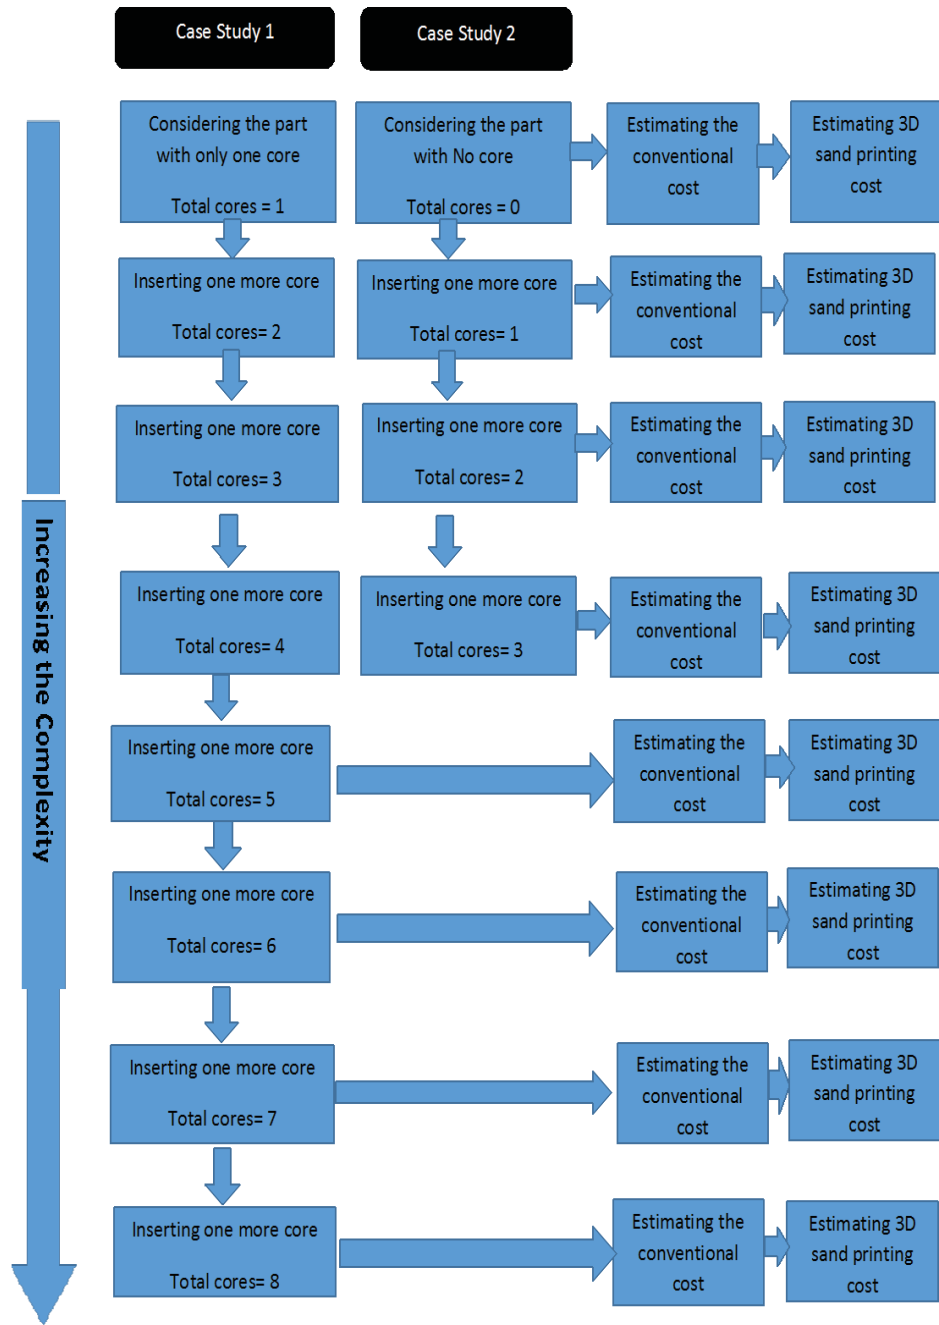 Case Study 1
Case Study 2
Considering the part
with only one core
Total cores = 1
Considering the part
with No core
Total cores = 0
Estimating the
conventional
cost
Estimating 3D
sand printing
cost
Inserting one more core
Total cores= 2
Inserting one more core
Total cores= 1
Estimating the
conventional
cost
Estimating 3D
sand printing
cost
Inserting one more core
Total cores= 3
Inserting one more core
Total cores= 2
Estimating the
conventional
cost
Estimating 3D
sand printing
cost
Increasing the Complexity
Inserting one more core
Total cores= 4
Inserting one more core
Total cores= 3
Estimating the
conventional
cost
Estimating 3D
sand printing
cost
Inserting one more core
Total cores= 5
Estimating the
conventional
cost
Estimating 3D
sand printing
cost
Inserting one more core
Total cores= 6
Estimating the
conventional
cost
Estimating 3D
sand printing
cost
Inserting one more core
Total cores= 7
Estimating the
conventional
cost
Estimating 3D
sand printing
cost
Inserting one more core
Total cores= 8
Estimating the
conventional
cost
Estimating 3D
sand printing
cost